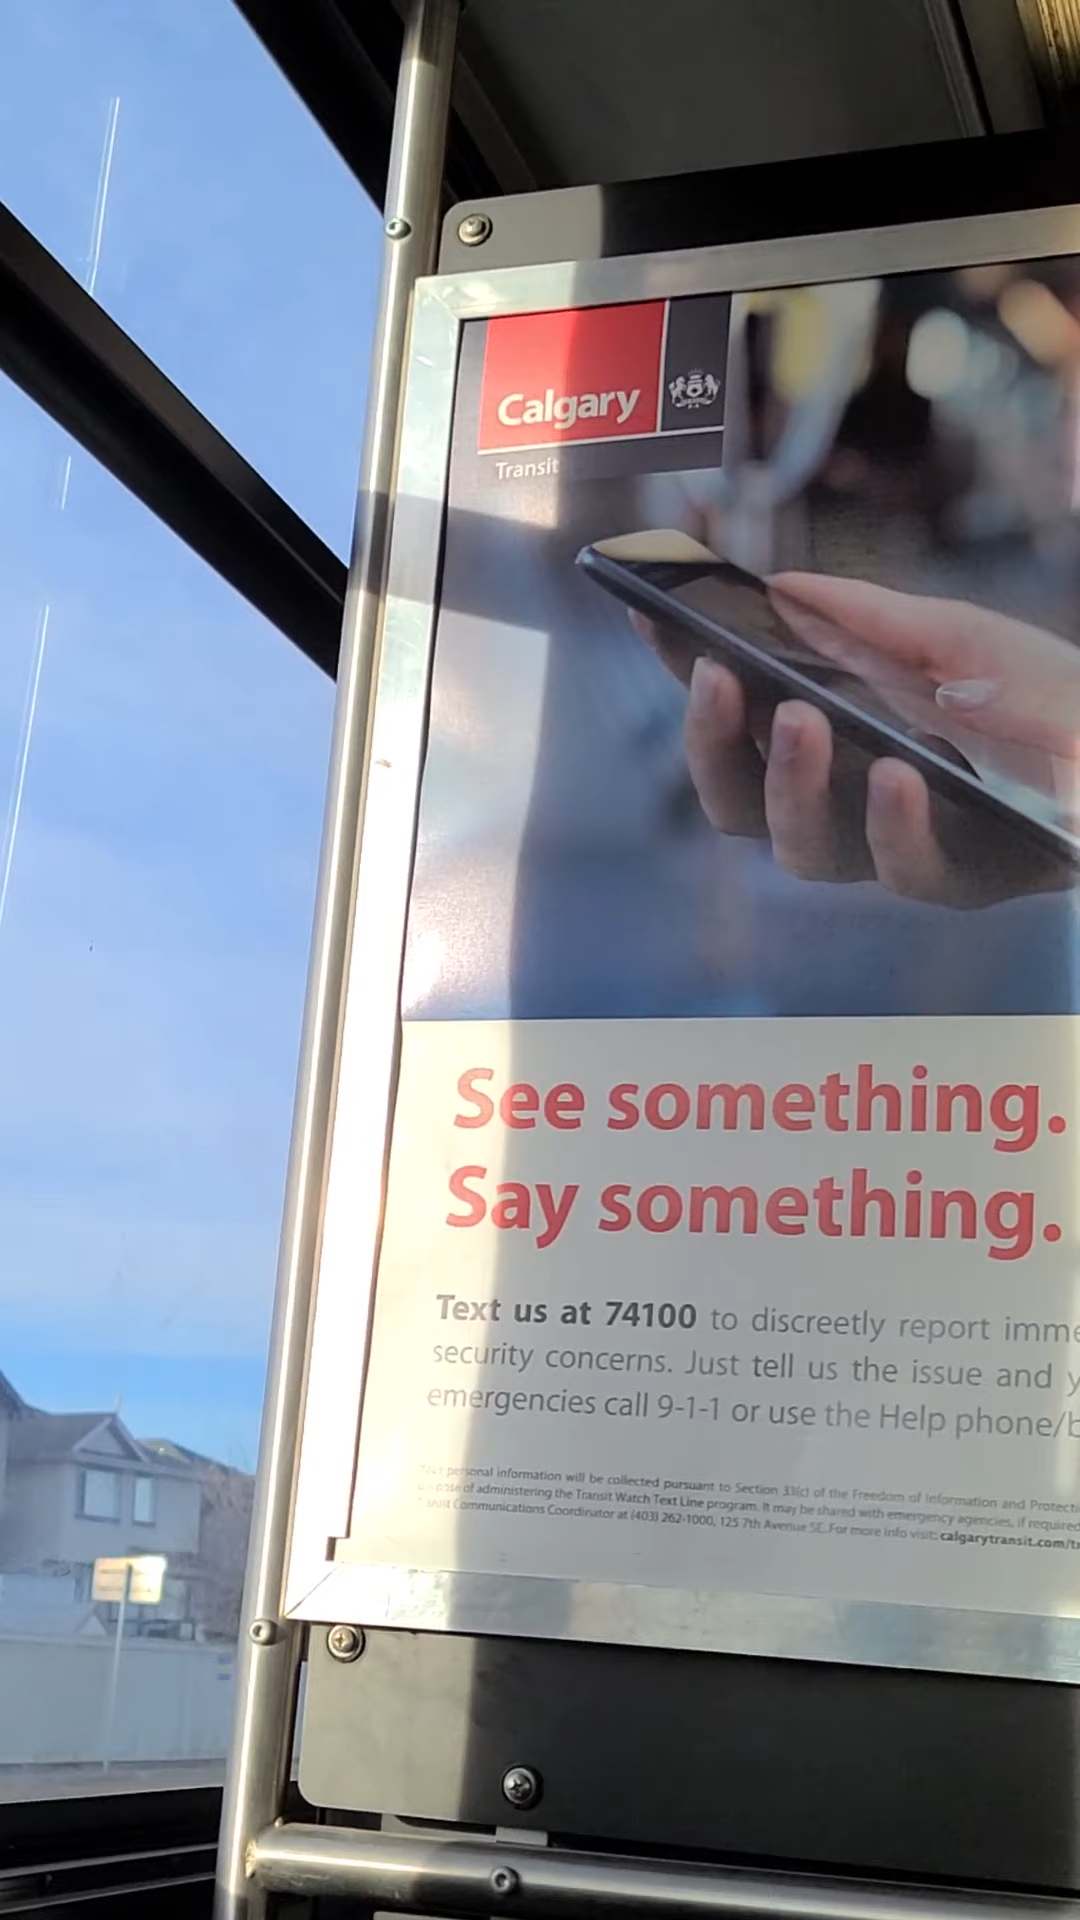 Calgary
Transit
See something.
Say something.
Text us at 74100 to discreetly report imme
security concerns. Just tell us the issue and y
emergencies call 9-1-1 or use the Help phone/b
personal information will be collected pursuant to Section 33(c) of the Freedom of Information and Protecti
of administering the Transit Watch Text Line program. It may be shared with emergency agencies, if required
Communications Coordinator at (403) 262-1000, 125 7th Avenue SE. For more info visit: calgarytransit.com/t